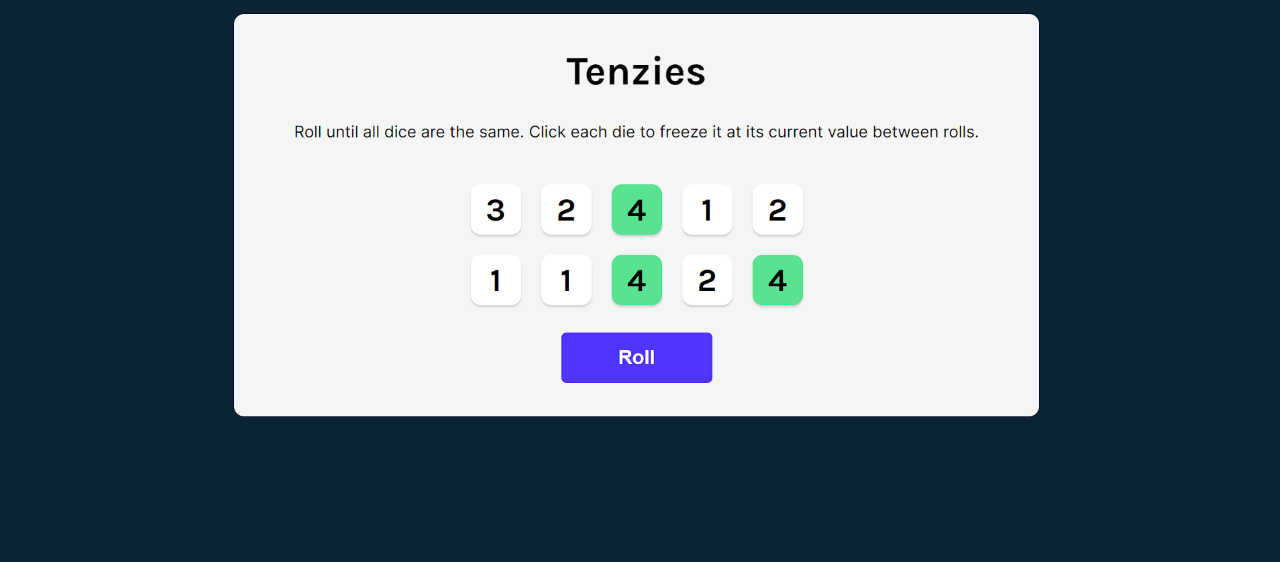 Tenzies
Roll until all dice are the same. Click each die to freeze it at its current value between rolls.
3 2 4 1 2
1 1 4 2 4
Roll